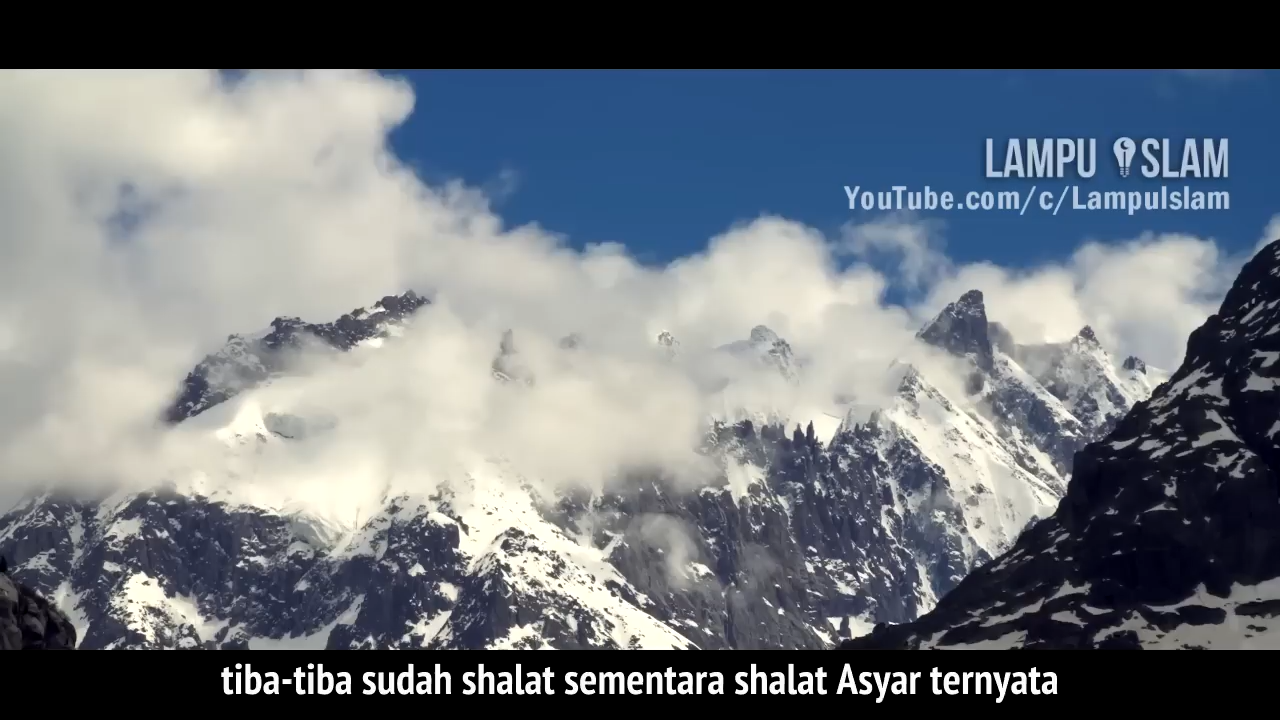 LAMPU ISLAM
YouTube.com/c/LampuIslam
tiba-tiba sudah shalat sementara shalat Asyar ternyata